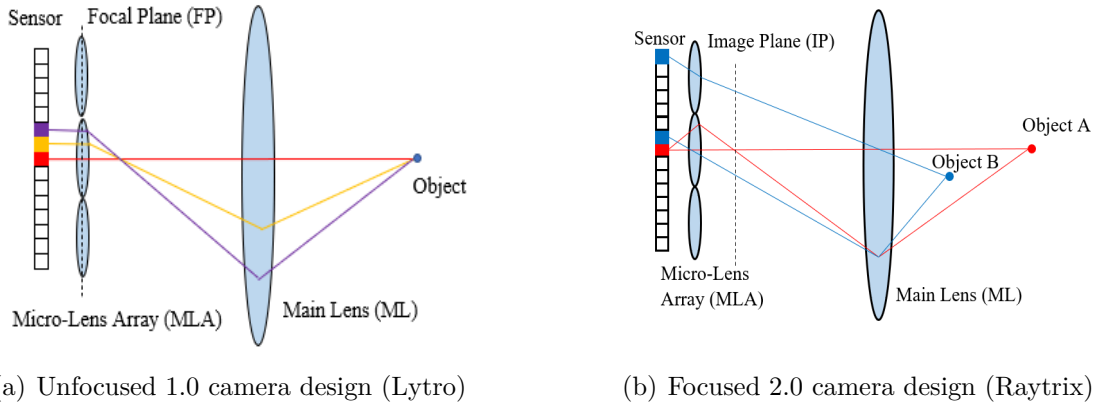 Sensor
Focal Plane (FP)
Object
Main Lens (ML)
Micro-Lens Array (MLA)
a) Unfocused 1.0 camera design (Lytro)
Sensor
Image Plane (IP)
Object A
Object B
Micro-Lens
Array (MLA)
Main Lens (ML)
(b) Focused 2.0 camera design (Raytrix)